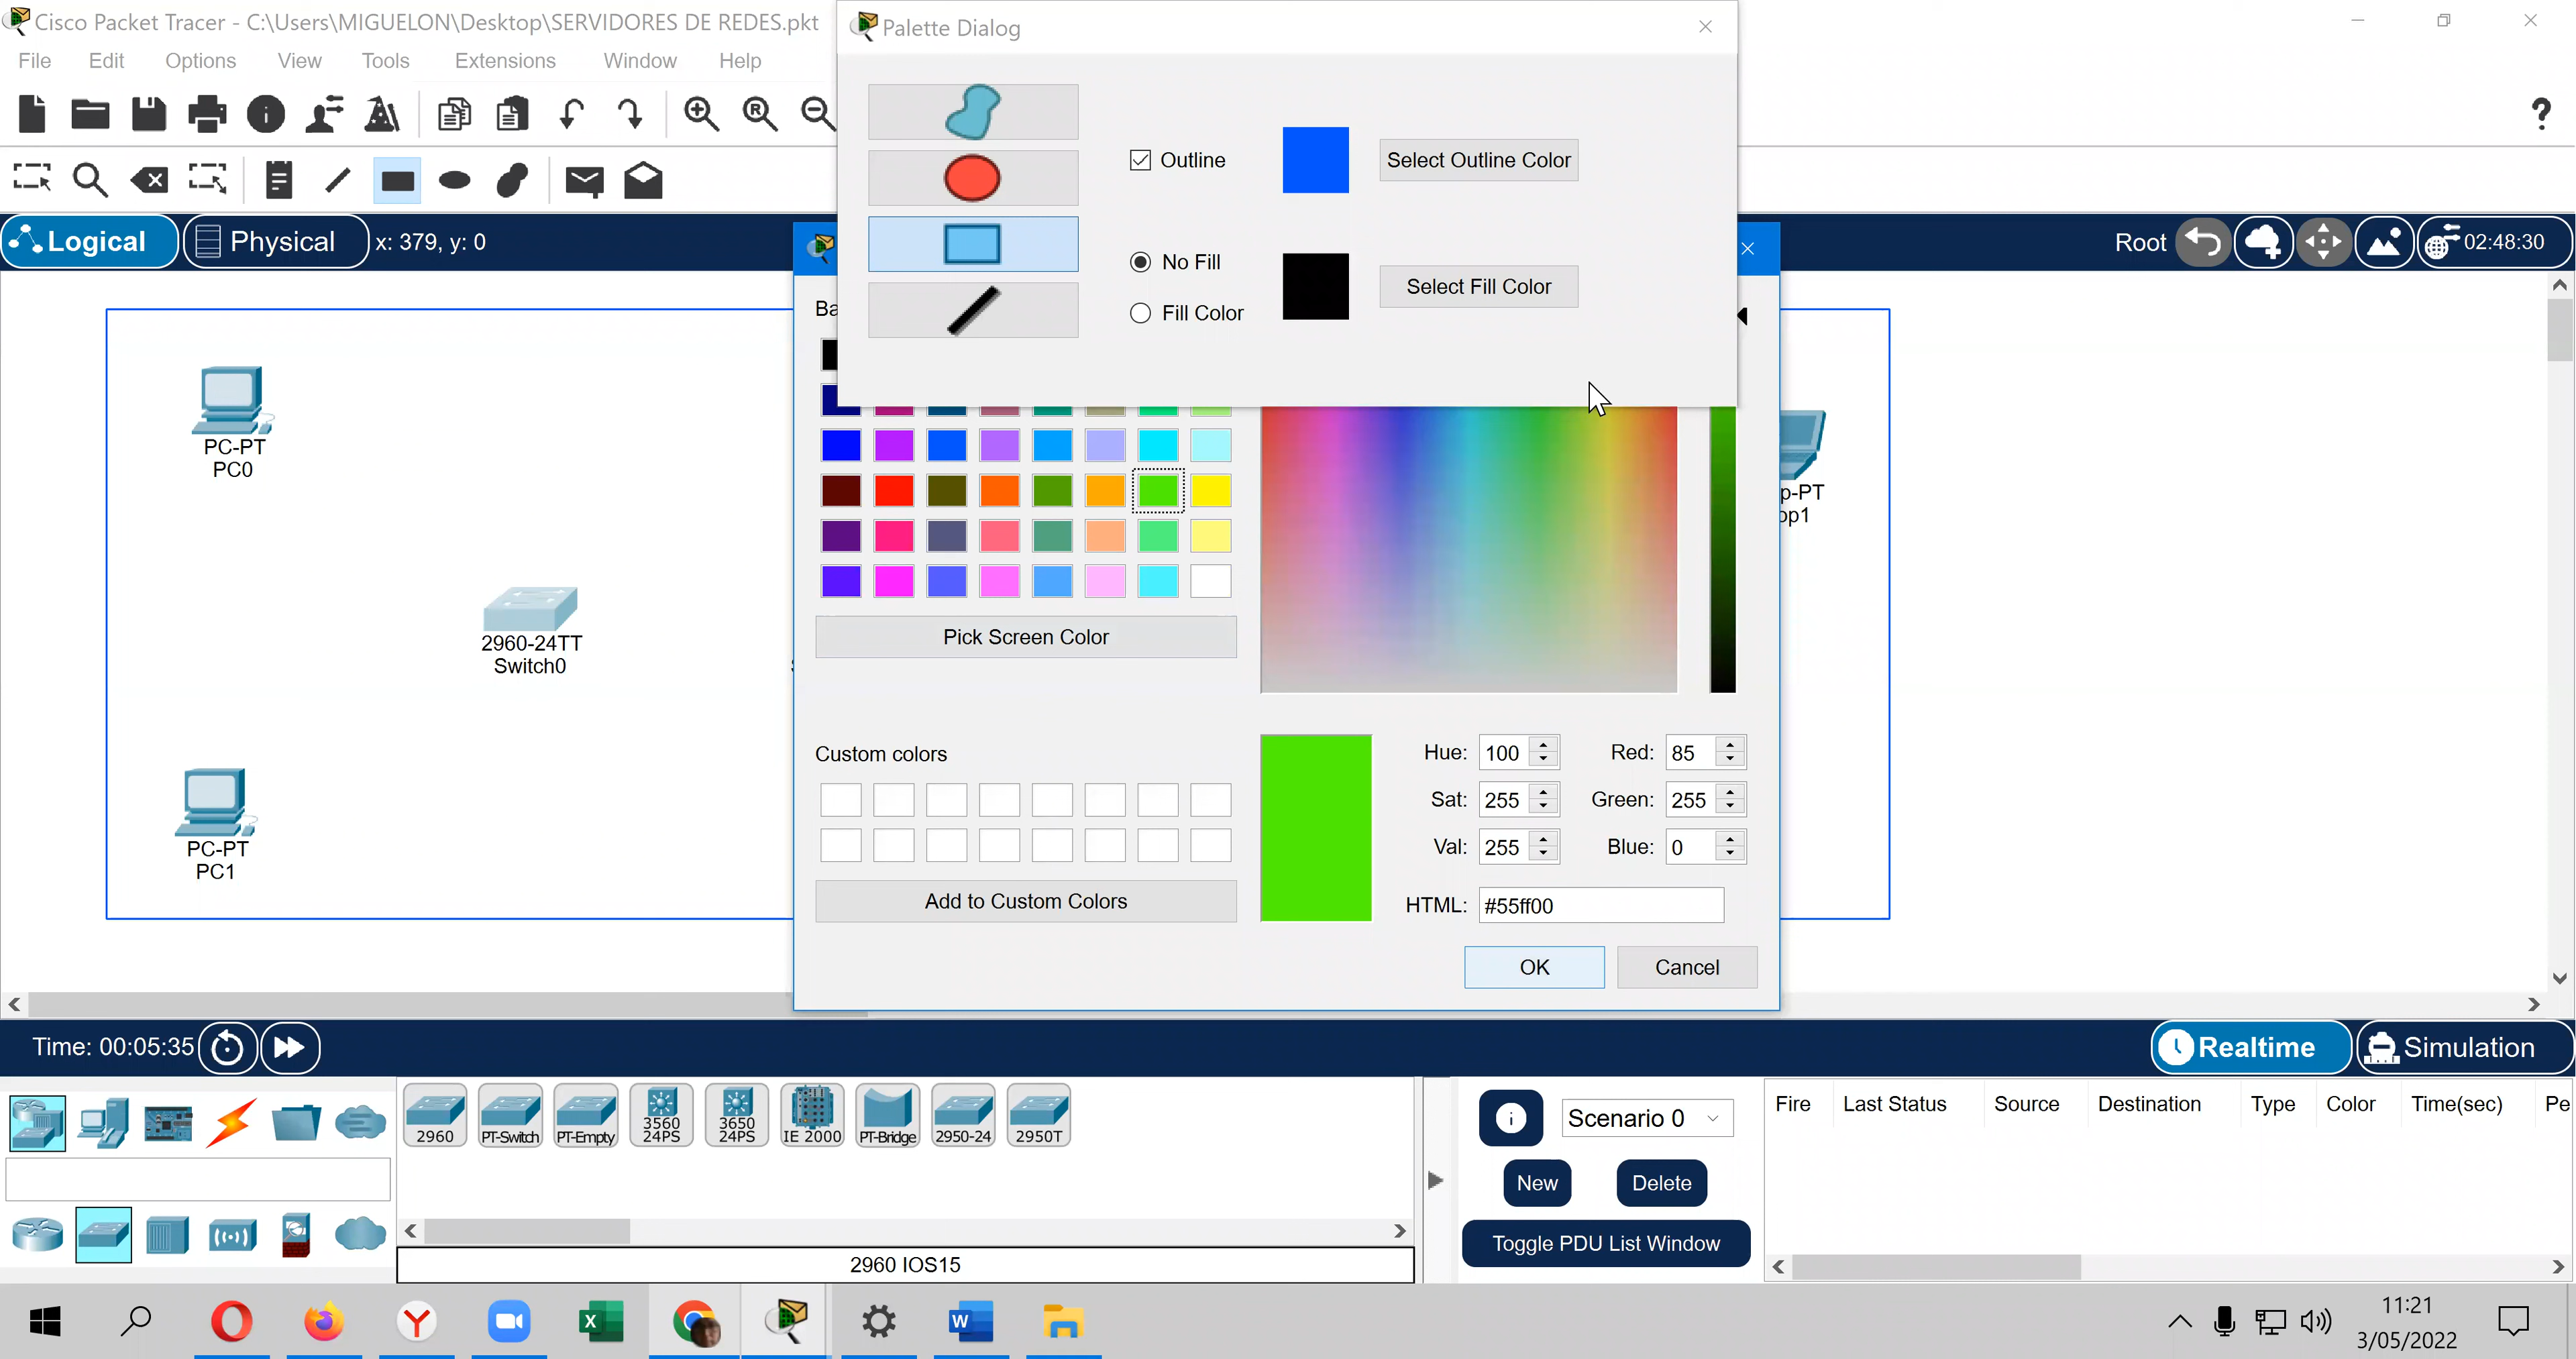 Cisco Packet Tracer - C:\Users\MIGUELON\Desktop\SERVIDORES DE REDES.pkt
Palette Dialog
File Edit Options View Tools Extensions Window Help
Outline
Select Outline Color
No Fill
Fill Color
Select Fill Color
Logical
Physical
x: 379, y: 0
Root
02:48:30
Ba
PC-PT
PC0
p-PT
op1
2960-24TT
Switch0
Pick Screen Color
Custom colors
Hue: 100 Red: 85
Sat: 255 Green: 255
Val: 255 Blue: 0
PC-PT
PC1
Add to Custom Colors
HTML: #55ff00
OK
Cancel
Time: 00:05:35
Realtime
Simulation
2960
PT-Switch
PT-Empty
3560
24PS
3650
24PS
IE 2000
PT-Bridge
2950-24
2950T
Scenario 0
Fire Last Status Source Destination Type Color Time(sec) Pe
New
Delete
Toggle PDU List Window
2960 IOS15
11:21
3/05/2022